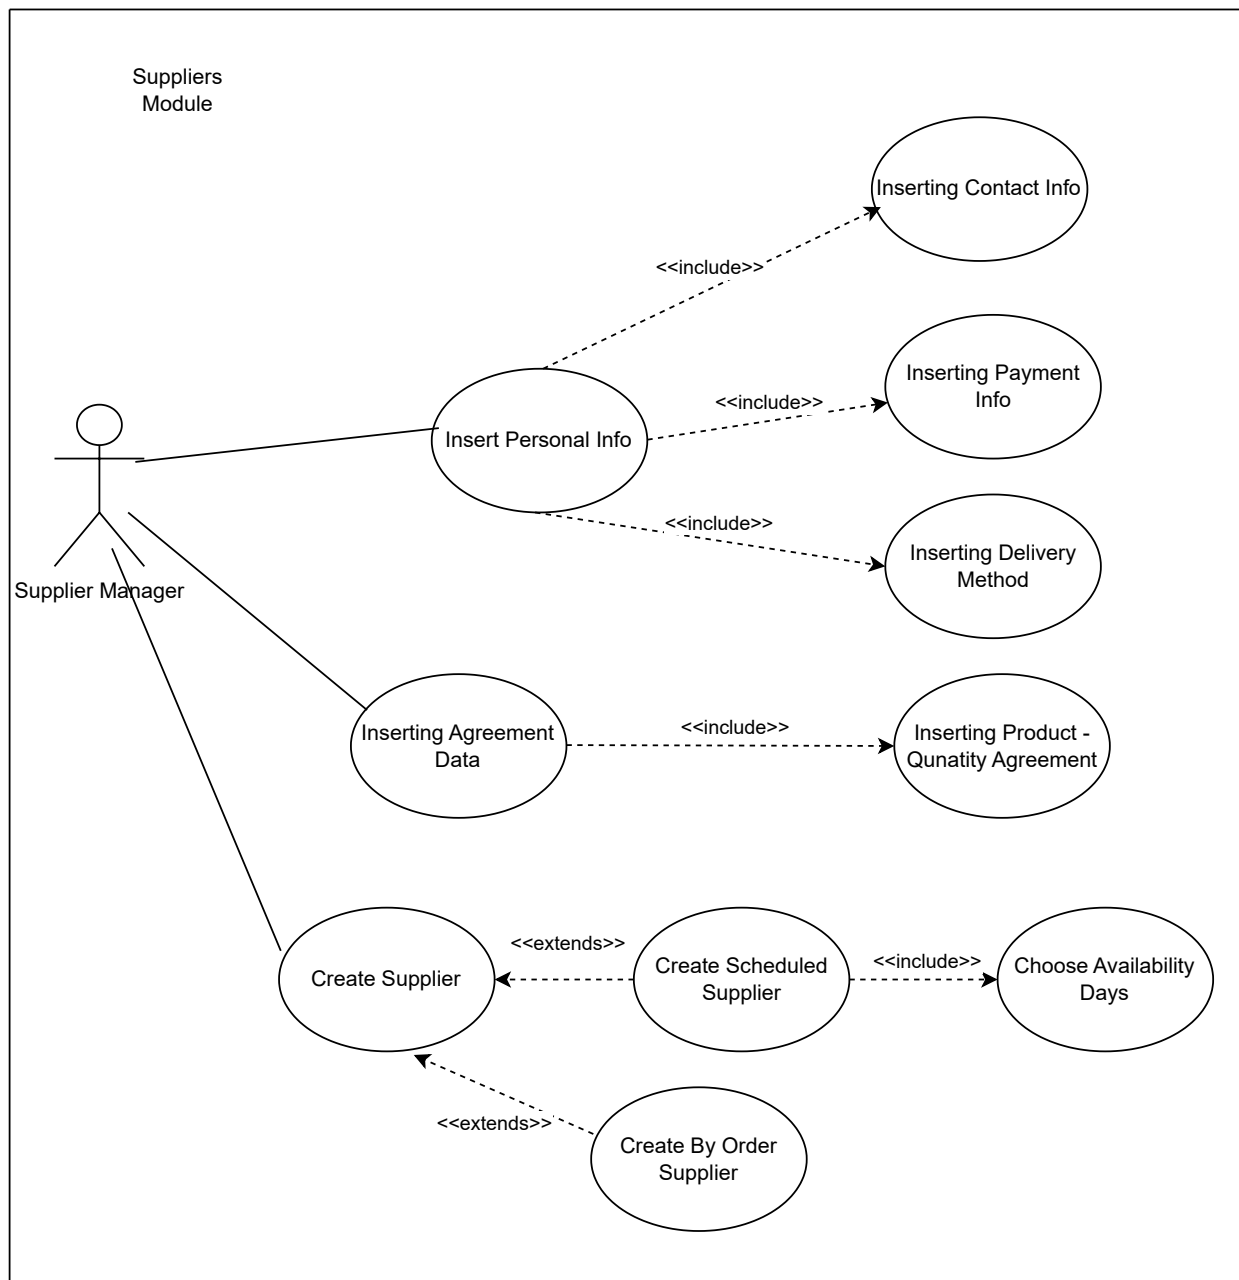 Suppliers
Module
Inserting Contact Info
<<include>>
Inserting Payment
Info
<<include>>
Insert Personal Info
<<include>>
Inserting Delivery
Method
Supplier Manager
Inserting Agreement
Data
<<include>>
Inserting Product -
Qunatity Agreement
Create Supplier
<<extends>>
Create Scheduled
Supplier
<<include>>
Choose Availability
Days
<<extends>>
Create By Order
Supplier